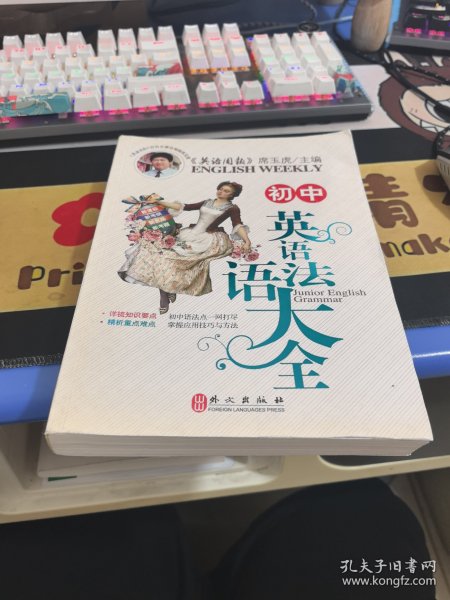 《英语周报》席玉虎/主编
ENGLISH WEEKLY
初中
英语语法大全
Junior English
Grammar
·详括知识要点
·精析重点难点
初中语法点一网打尽
掌握应用技巧与方法
外文出版社
FOREIGN LANGUAGES PRESS
Pri
make
孔夫子旧书网
www.kongfz.com